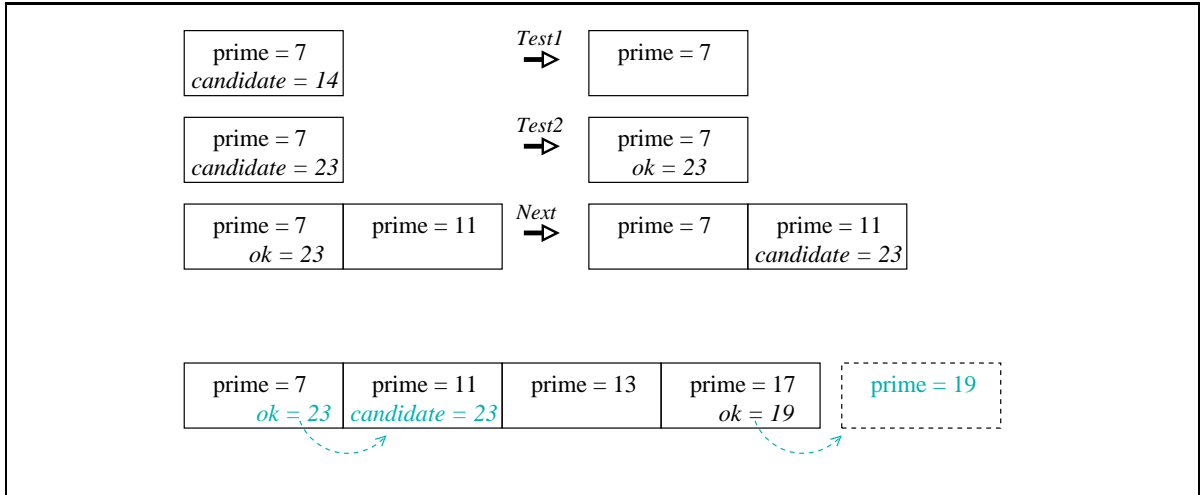 prime = 7
candidate = 14
Test1
prime = 7
prime = 7
candidate = 23
Test2
prime = 7
ok = 23
prime = 7
ok = 23
prime = 11
Next
prime = 7
prime = 11
candidate = 23
prime = 7
ok = 23
prime = 11
candidate = 23
prime = 13
prime = 17
ok = 19
prime = 19